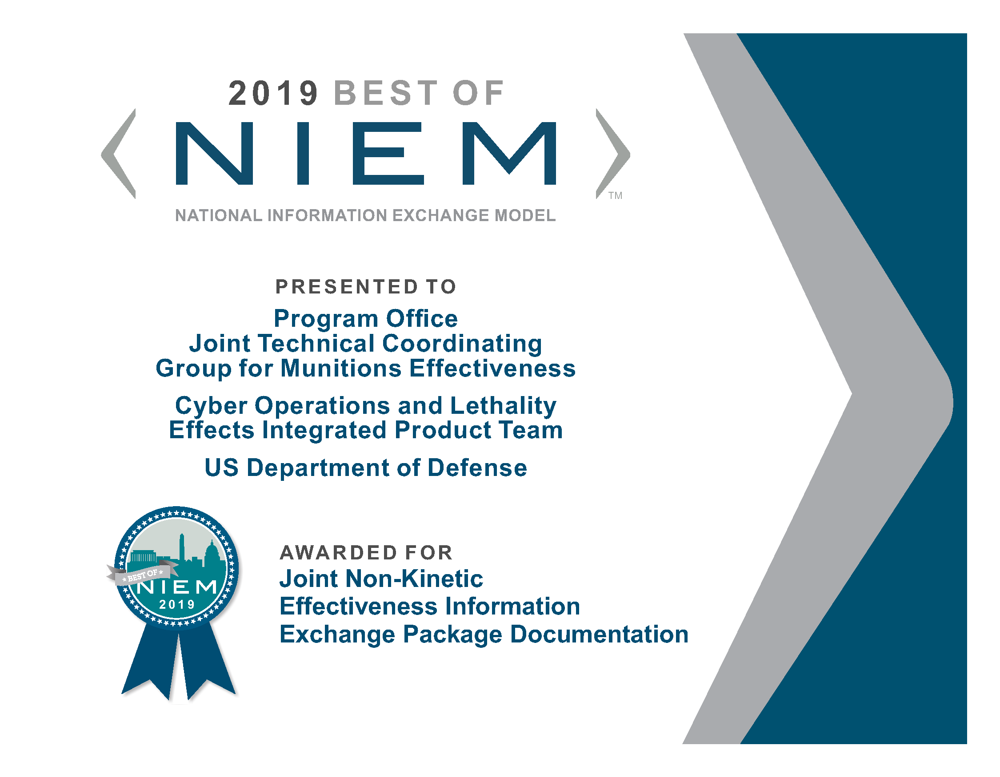 2019 BEST OF
NIEM
TM
NATIONAL INFORMATION EXCHANGE MODEL
PRESENTED TO
Program Office
Joint Technical Coordinating
Group for Munitions Effectiveness
Cyber Operations and Lethality
Effects Integrated Product Team
US Department of Defense
BEST OF
NIEM
2019
AWARDED FOR
Joint Non-Kinetic
Effectiveness Information
Exchange Package Documentation